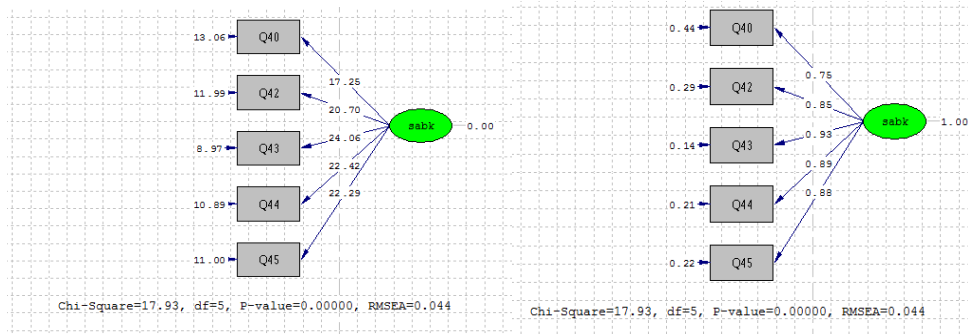 13.06 Q40
17.25
11.99 Q42
20.70
sabk 0.00
8.97 Q43
24.06
22.42
22.29
10.89 Q44
11.00 Q45
Chi-Square=17.93, df=5, P-value=0.00000, RMSEA=0.044
0.44 Q40
0.75
0.29 Q42
0.85
sabk 1.00
0.93
0.14 Q43
0.89
0.88
0.21 Q44
0.22 Q45
Chi-Square=17.93, df=5, P-value=0.00000, RMSEA=0.044